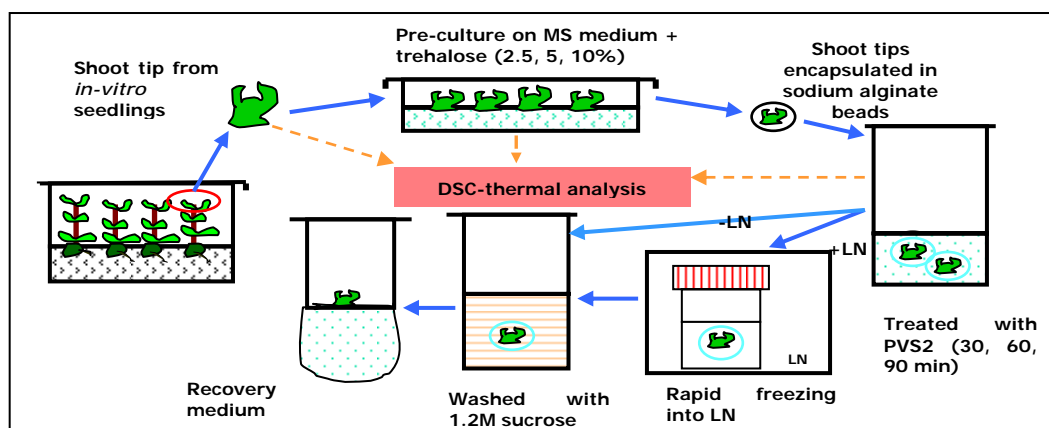 Shoot tip from
in-vitro
seedlings
Pre-culture on MS medium +
trehalose (2.5, 5, 10%)
Shoot tips
encapsulated in
sodium alginate
beads
DSC-thermal analysis
-LN
+LN
LN
Treated with
PVS2 (30, 60,
90 min)
Rapid freezing
into LN
Washed with
1.2M sucrose
Recovery
medium